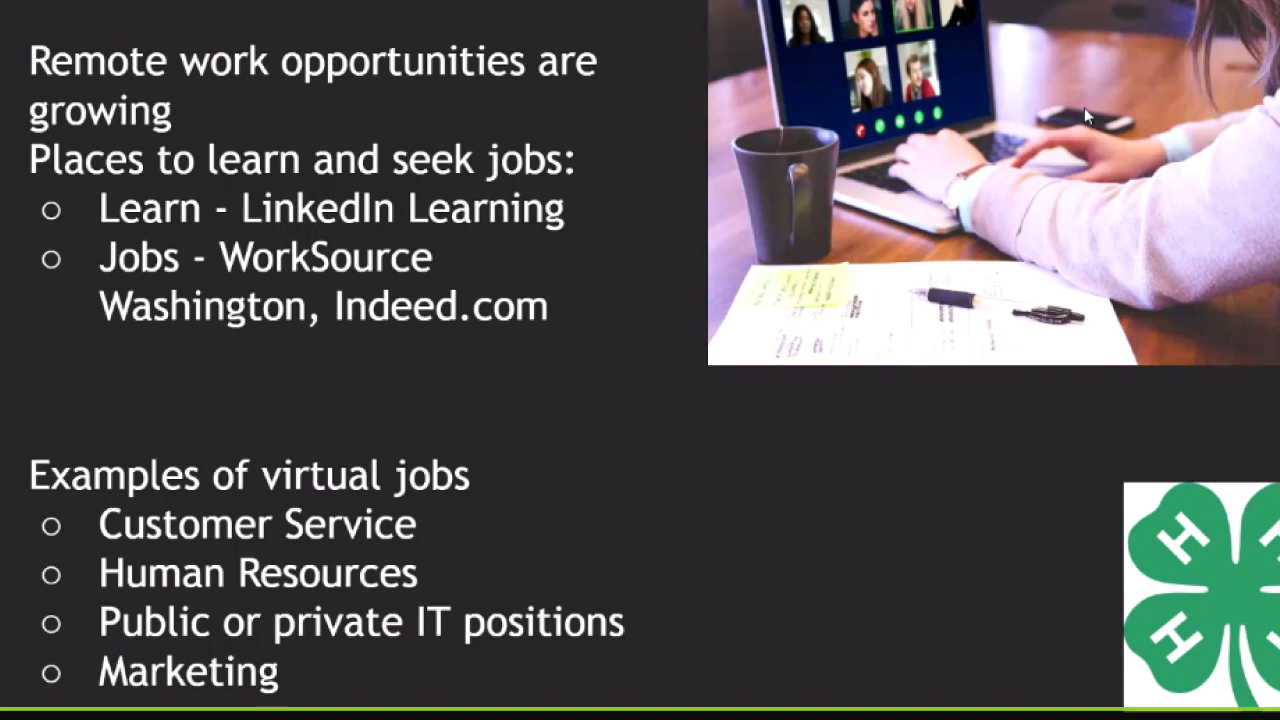 Remote work opportunities are
growing
Places to learn and seek jobs:
○ Learn - LinkedIn Learning
○ Jobs - WorkSource
Washington, Indeed.com
Examples of virtual jobs
○ Customer Service
○ Human Resources
○ Public or private IT positions
○ Marketing
H
H